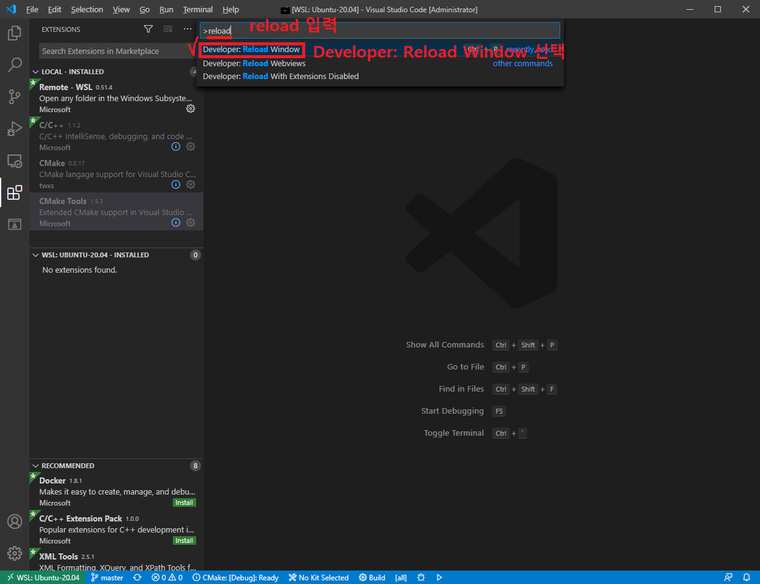 File Edit Selection View Go Run Terminal Help
[WSL: Ubuntu-20.04] - Visual Studio Code [Administrator]
EXTENSIONS
Search Extensions in Marketplace
>reload
reload 입력
Developer: Reload Window
recently used
Developer: Reload Window 선택
Developer: Reload Webviews
other commands
Developer: Reload With Extensions Disabled
LOCAL - INSTALLED
4
Remote - WSL 0.51.4
Open any folder in the Windows Subsyste...
Microsoft
C/C++ 1.1.2
C/C++ IntelliSense, debugging, and code ...
Microsoft
CMake 0.0.17
CMake langage support for Visual Studio C...
twxs
CMake Tools 1.5.3
Extended CMake support in Visual Studio ...
Microsoft
WSL: UBUNTU-20.04 - INSTALLED
0
No extensions found.
Show All Commands Ctrl + Shift + P
Go to File Ctrl + P
Find in Files Ctrl + Shift + F
Start Debugging F5
Toggle Terminal Ctrl + `
RECOMMENDED
8
Docker 1.8.1
Makes it easy to create, manage, and debu...
Microsoft
Install
C/C++ Extension Pack 1.0.0
Popular extensions for C++ development i...
Microsoft
Install
XML Tools 2.5.1
XML Formatting, XQuery, and XPath Tools f...
WSL: Ubuntu-20.04 master 0 0 CMake: [Debug]: Ready No Kit Selected Build [all]